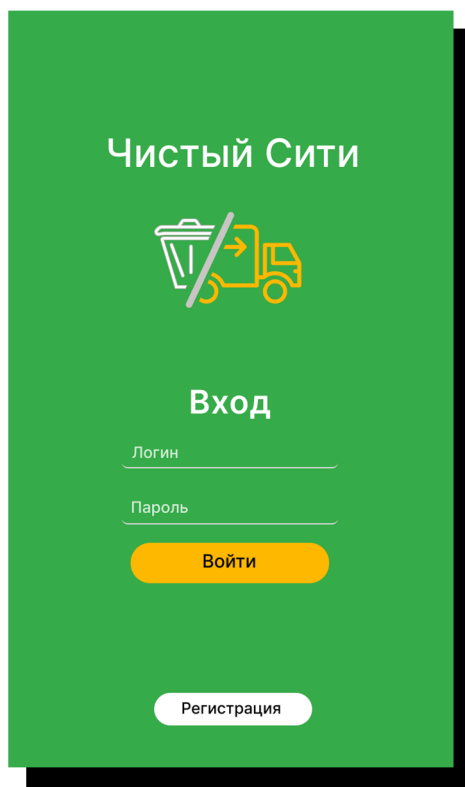 Чистый Сити
Вход
Логин
Пароль
Войти
Регистрация